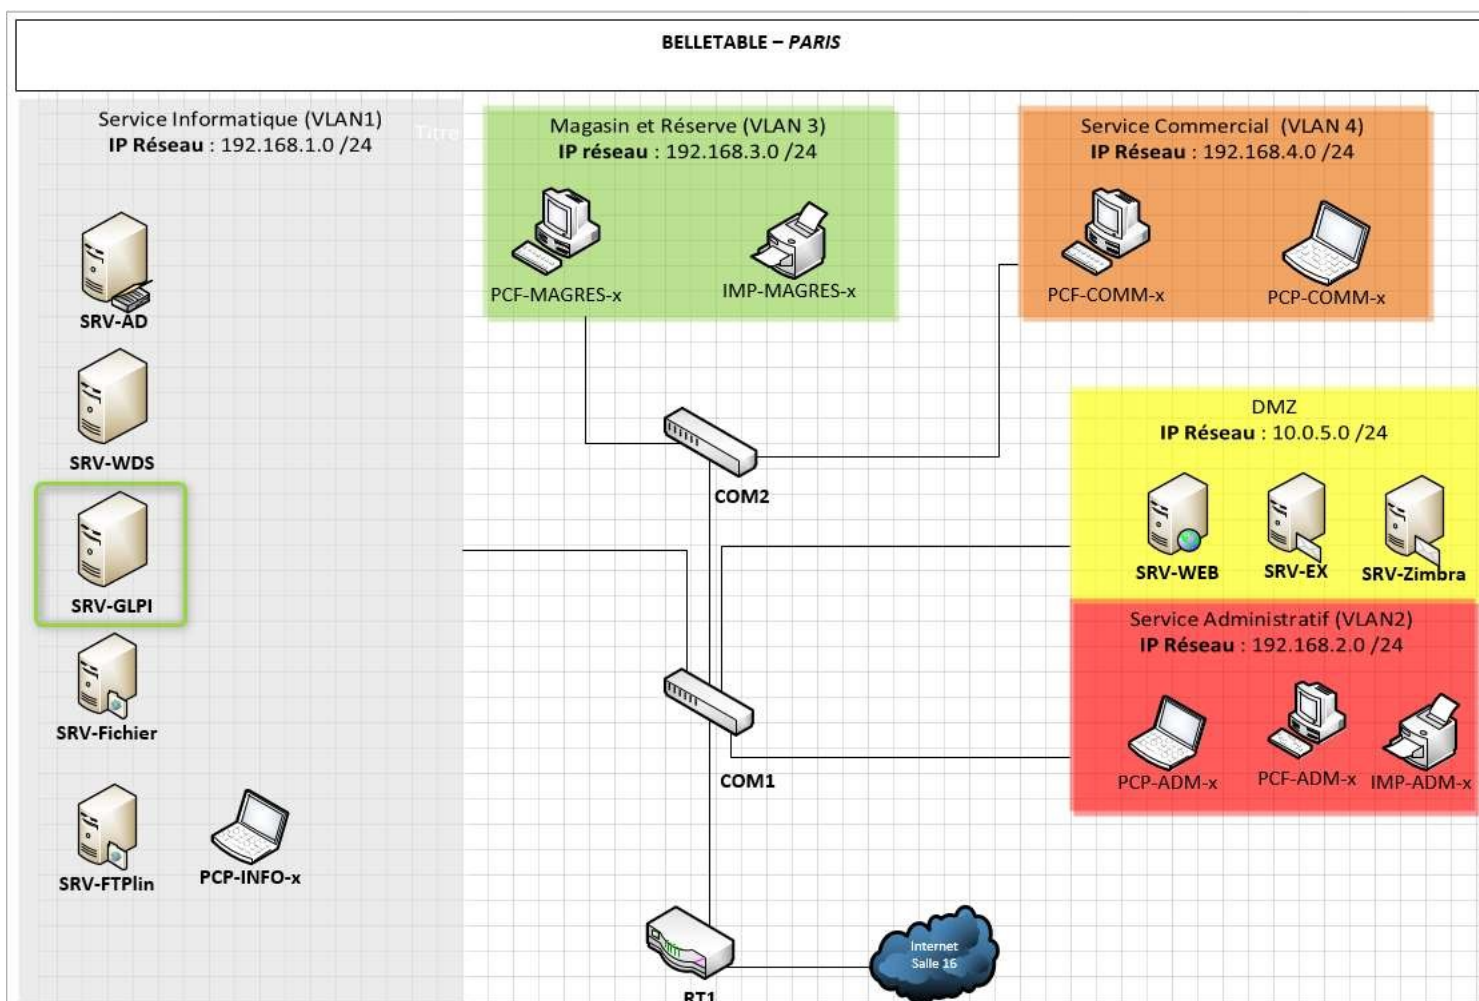 BELLETABLE – PARIS
Service Informatique (VLAN1)
IP Réseau : 192.168.1.0 /24
Titre
Magasin et Réserve (VLAN 3)
IP réseau : 192.168.3.0 /24
Service Commercial (VLAN 4)
IP Réseau : 192.168.4.0 /24
SRV-AD
PCF-MAGRES-x
IMP-MAGRES-x
PCF-COMM-x
PCP-COMM-x
SRV-WDS
COM2
DMZ
IP Réseau : 10.0.5.0 /24
SRV-WEB
SRV-EX
SRV-Zimbra
SRV-GLPI
Service Administratif (VLAN2)
IP Réseau : 192.168.2.0 /24
SRV-Fichier
COM1
PCP-ADM-x
PCF-ADM-x
IMP-ADM-x
SRV-FTPlin
PCP-INFO-x
Internet
Salle 16
RT1